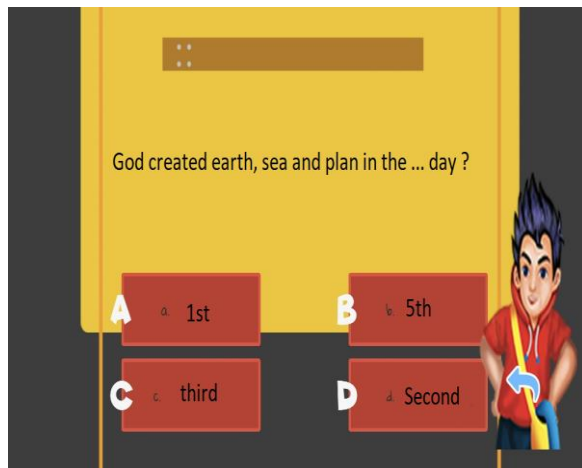 God created earth, sea and plan in the ... day ?
A a. 1st
B b. 5th
C c. third
D d. Second